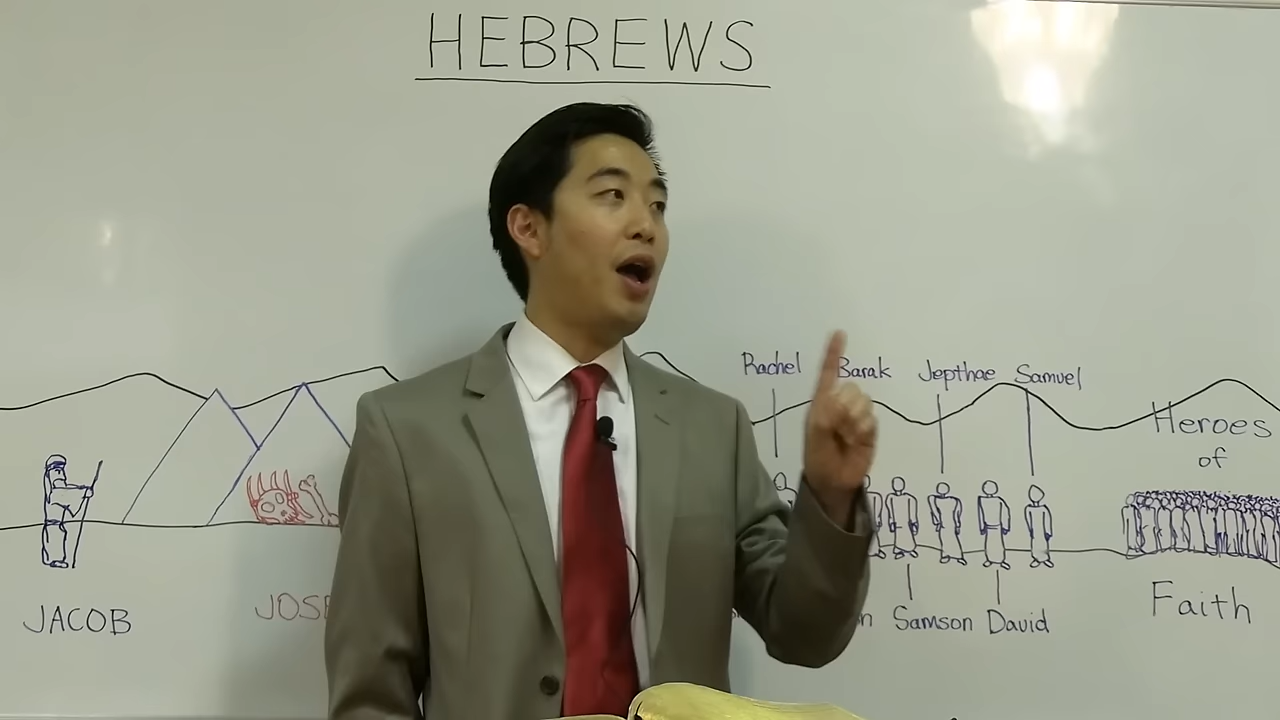 HEBREWS
Rachel Barak Jepthae Samuel
Heroes
of
Faith
JACOB
Samson David